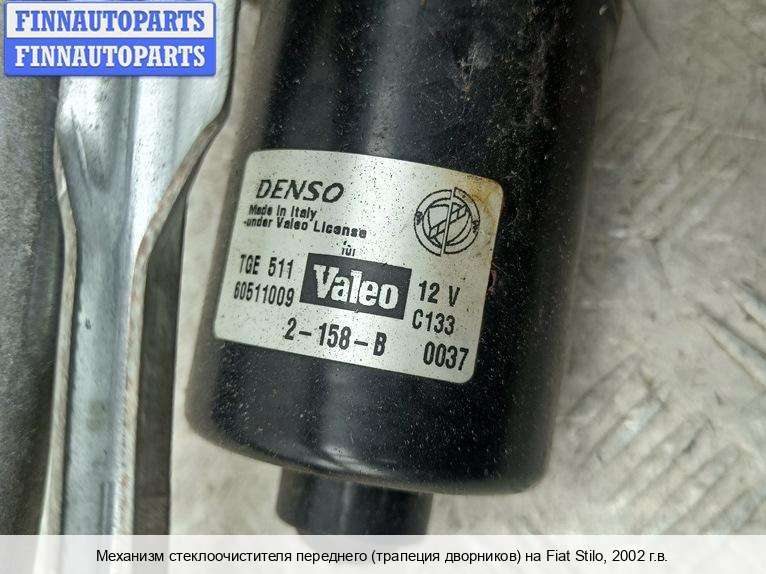 FINNAUTOPARTS
FINNAUTOPARTS
DENSO
Made in Italy
-under Valeo License
TGE 511
60511009
Valeo
12 V
C133
2-158-B
0037
Механизм стеклоочистителя переднего (трапеция дворников) на Fiat Stilo, 2002 г.в.